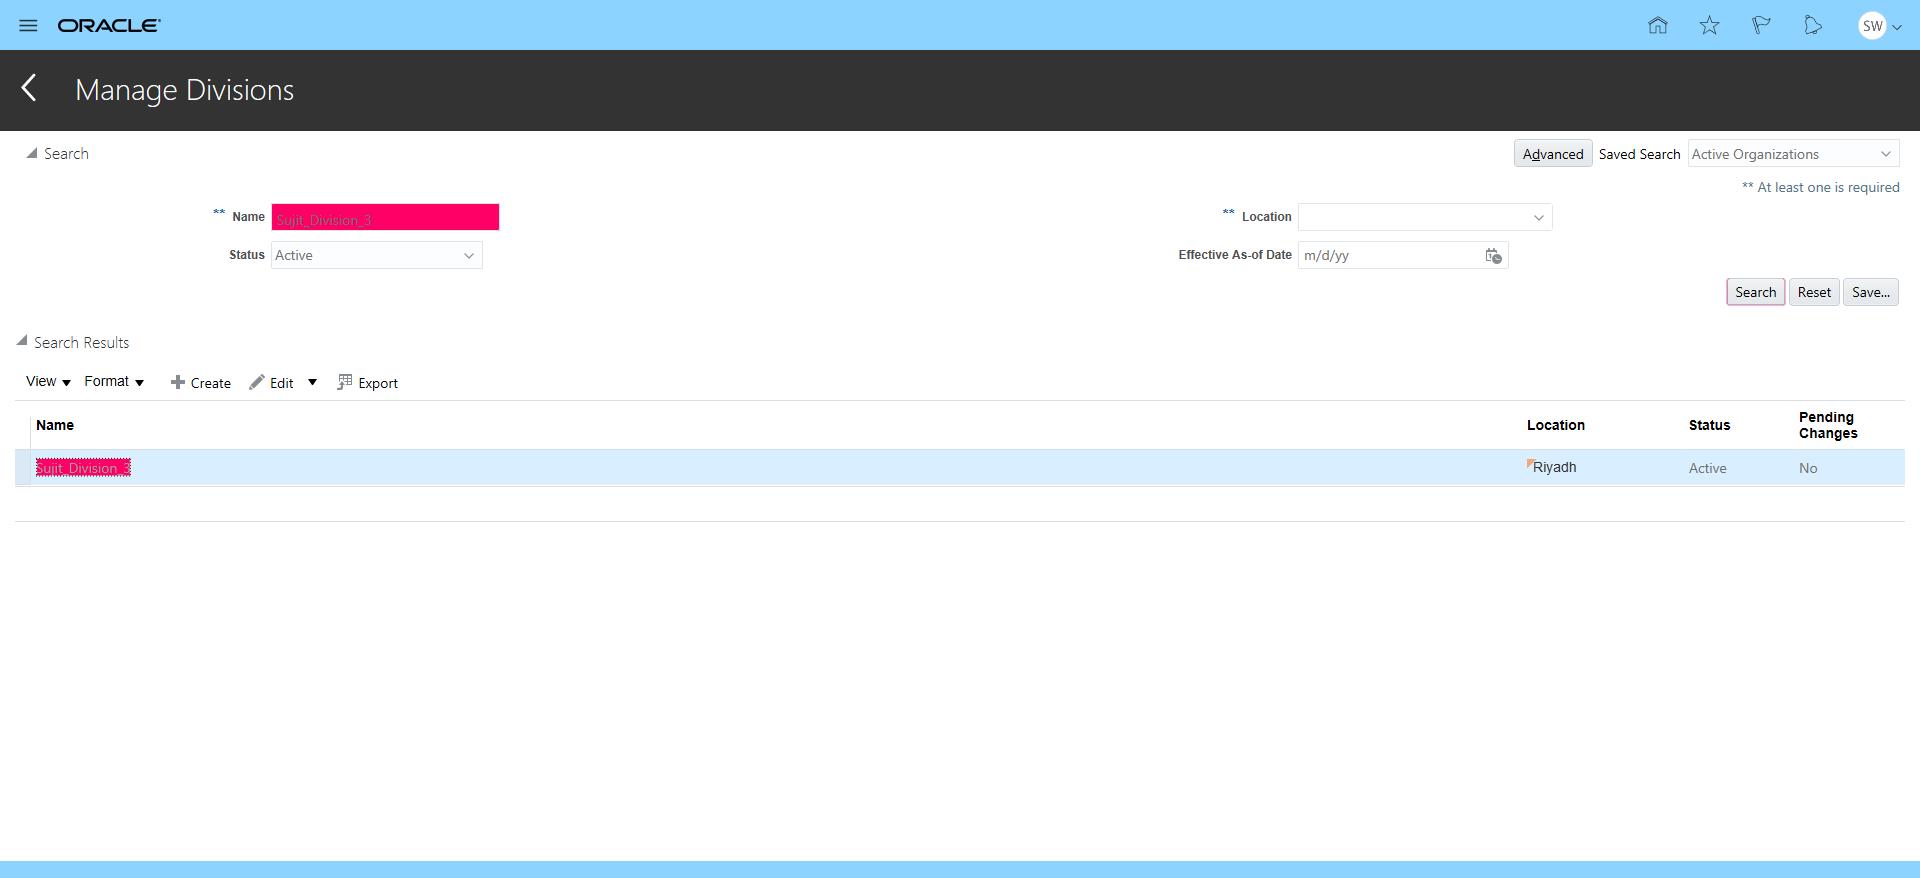 ORACLE
SW
Manage Divisions
Search
Advanced Saved Search Active Organizations
** At least one is required
** Name Sujit_Division_3
** Location
Status Active
Effective As-of Date m/d/yy
Search Reset Save...
Search Results
View Format Create Edit Export
Name Location Status Pending Changes
Sujit_Division_3 Riyadh Active No